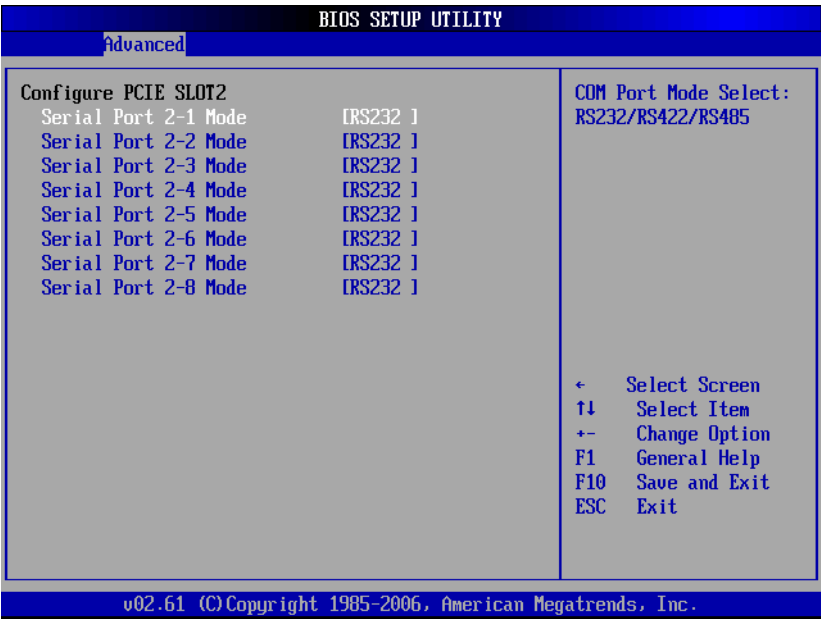 BIOS SETUP UTILITY
Advanced
Configure PCIE SLOT2
Serial Port 2-1 Mode [RS232 ]
Serial Port 2-2 Mode [RS232 ]
Serial Port 2-3 Mode [RS232 ]
Serial Port 2-4 Mode [RS232 ]
Serial Port 2-5 Mode [RS232 ]
Serial Port 2-6 Mode [RS232 ]
Serial Port 2-7 Mode [RS232 ]
Serial Port 2-8 Mode [RS232 ]
COM Port Mode Select:
RS232/RS422/RS485
← Select Screen
↑↓ Select Item
+- Change Option
F1 General Help
F10 Save and Exit
ESC Exit
v02.61 (C)Copyright 1985-2006, American Megatrends, Inc.